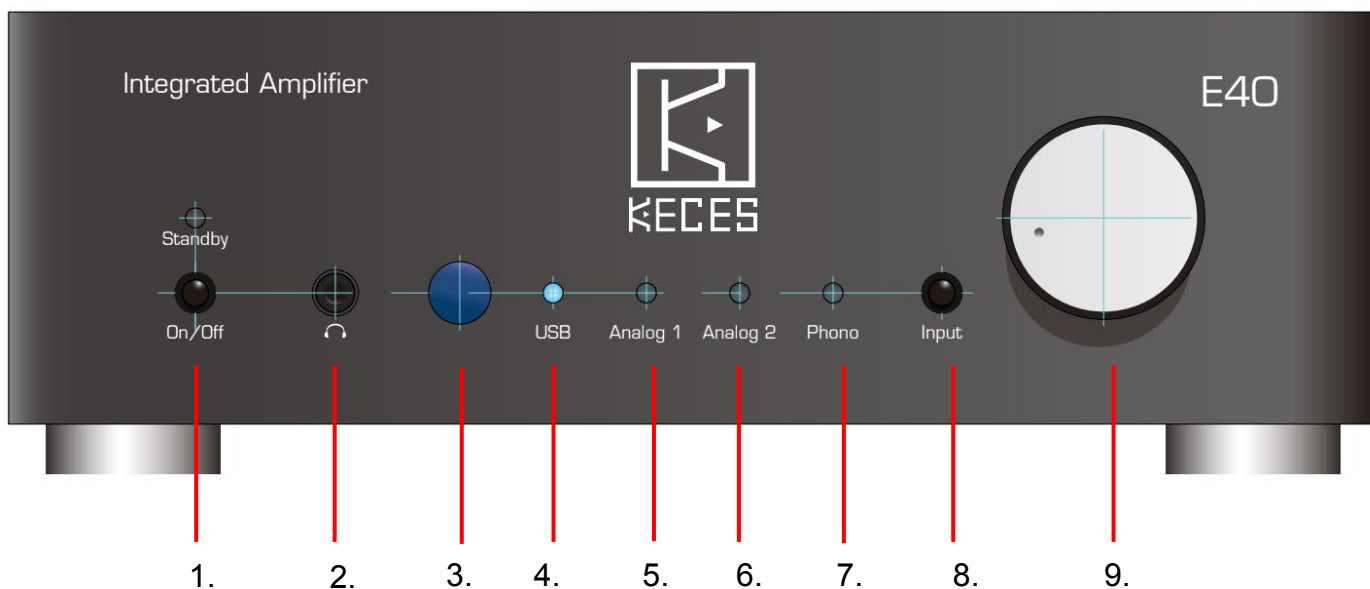 Integrated Amplifier
E40
KECES
Standby
On/Off
USB
Analog 1
Analog 2
Phono
Input
1.
2.
3.
4.
5.
6.
7.
8.
9.